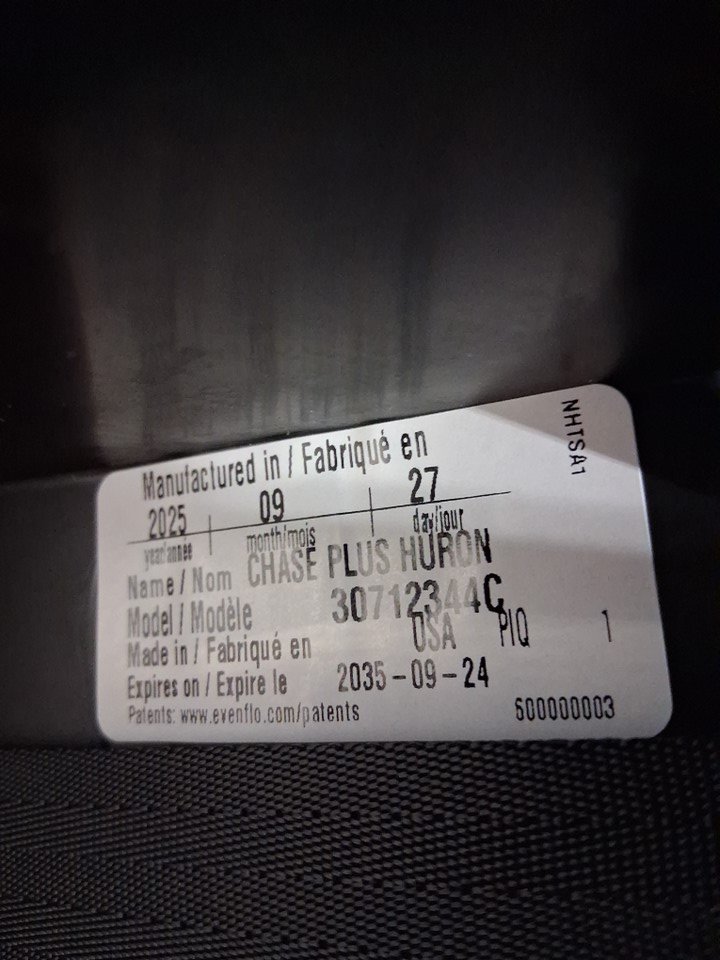 NHTSA1
Manufactured in / Fabriqué en
2025 09 27
year/année month/mois day/jour
Name / Nom CHASE PLUS HURON
Model / Modèle 30712344C
Made in / Fabriqué en USA PIQ 1
Expires on / Expire le 2035-09-24
Patents: www.evenflo.com/patents 500000003